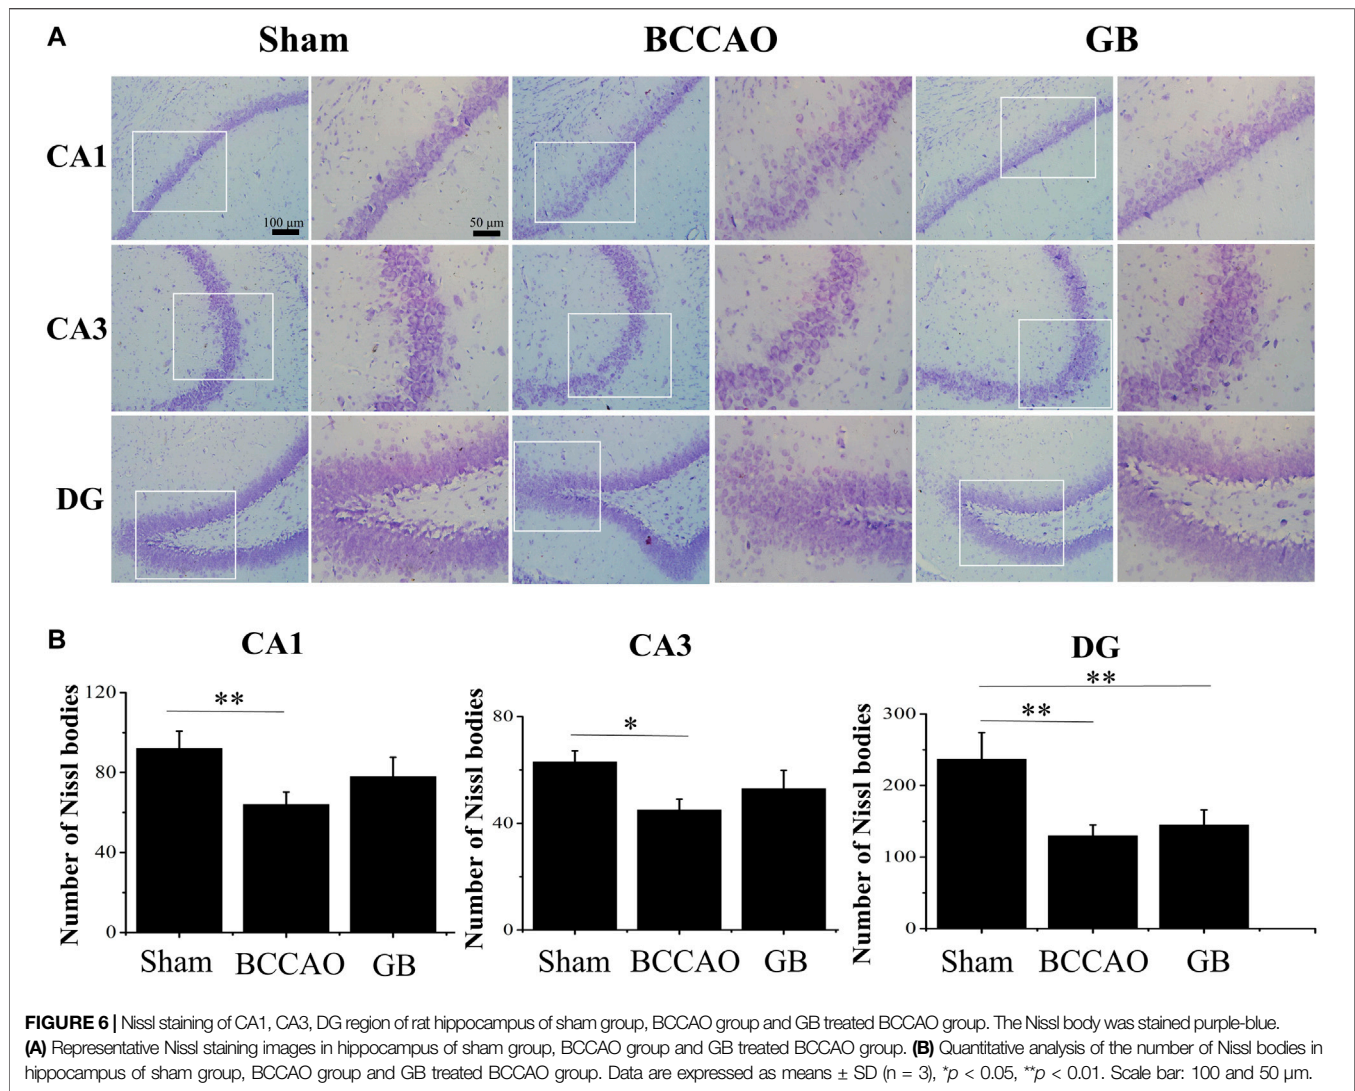 A
Sham BCCAO GB
CA1
100 µm
50 µm
CA3
DG
B
CA1
Number of Nissl bodies
120
80
40
0
**
Sham BCCAO GB
CA3
Number of Nissl bodies
80
40
0
*
Sham BCCAO GB
DG
Number of Nissl bodies
300
200
100
0
**
**
Sham BCCAO GB
FIGURE 6 | Nissl staining of CA1, CA3, DG region of rat hippocampus of sham group, BCCAO group and GB treated BCCAO group. The Nissl body was stained purple-blue.
(A) Representative Nissl staining images in hippocampus of sham group, BCCAO group and GB treated BCCAO group. (B) Quantitative analysis of the number of Nissl bodies in
hippocampus of sham group, BCCAO group and GB treated BCCAO group. Data are expressed as means ± SD (n = 3), *p < 0.05, **p < 0.01. Scale bar: 100 and 50 µm.